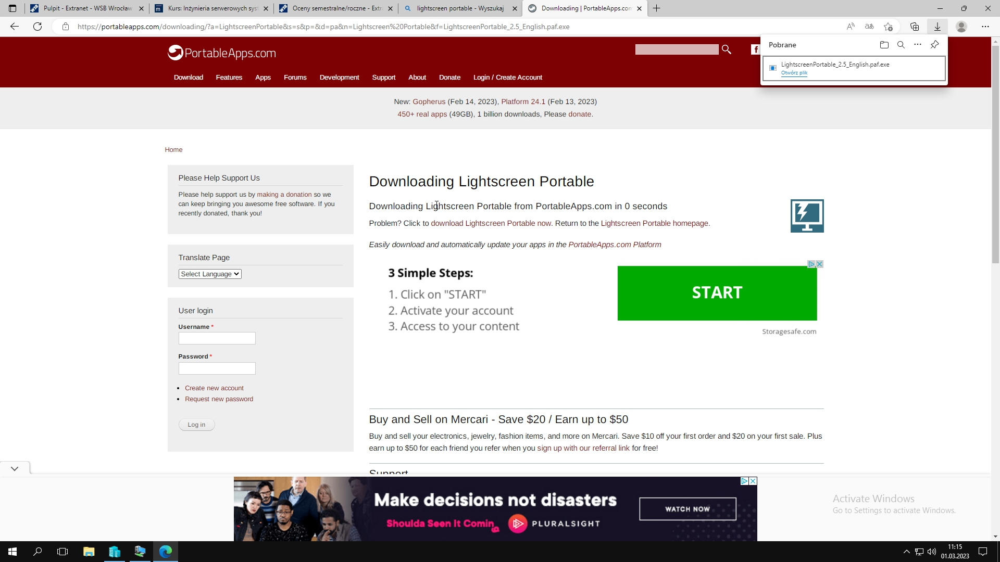 Pulpit - Extranet - WSB Wrocław
Kurs: Inżynieria serwerowych sys
Oceny semestralne/roczne - Extr
lightscreen portable - Wyszukaj
Downloading | PortableApps.com
https://portableapps.com/downloading/?a=LightscreenPortable&s=s&p=&d=pa&n=Lightscreen%20Portable&f=LightscreenPortable_2.5_English.paf.exe
Pobrane
LightscreenPortable_2.5_English.paf.exe
Otwórz plik
PortableApps.com
Download Features Apps Forums Development Support About Donate Login / Create Account
New: Gopherus (Feb 14, 2023), Platform 24.1 (Feb 13, 2023)
450+ real apps (49GB), 1 billion downloads, Please donate.
Home
Please Help Support Us
Please help support us by making a donation so we
can keep bringing you awesome free software. If you
recently donated, thank you!
Translate Page
Select Language
User login
Username *
Password *
Create new account
Request new password
Log in
Downloading Lightscreen Portable
Downloading Lightscreen Portable from PortableApps.com in 0 seconds
Problem? Click to download Lightscreen Portable now. Return to the Lightscreen Portable homepage.
Easily download and automatically update your apps in the PortableApps.com Platform
3 Simple Steps:
1. Click on "START"
2. Activate your account
3. Access to your content
START
Storagesafe.com
Buy and Sell on Mercari - Save $20 / Earn up to $50
Buy and sell your electronics, jewelry, fashion items, and more on Mercari. Save $10 off your first order and $20 on your first sale. Plus
earn up to $50 for each friend you refer when you sign up with our referral link for free!
Support
Make decisions not disasters
Shoulda Seen It Comin
PLURALSIGHT
WATCH NOW
Activate Windows
Go to Settings to activate Windows.
11:15
01.03.2023